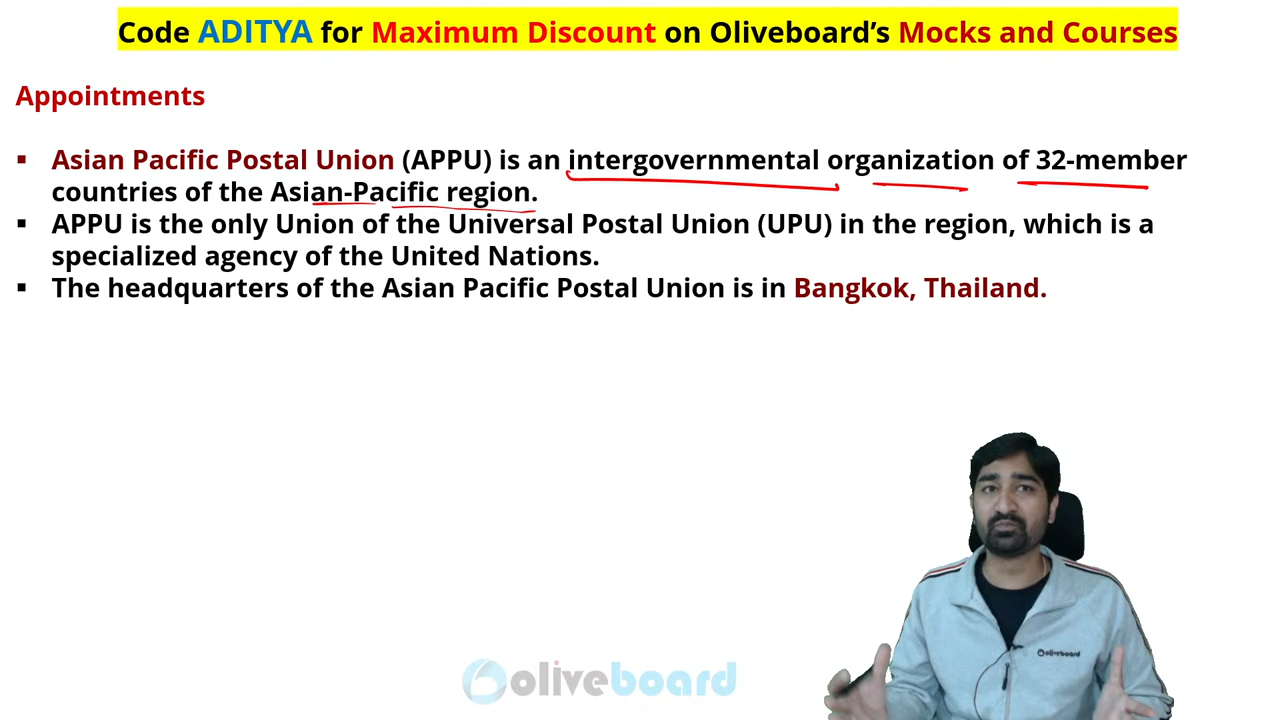 Code ADITYA for Maximum Discount on Oliveboard’s Mocks and Courses
Appointments
▪ Asian Pacific Postal Union (APPU) is an intergovernmental organization of 32-member
countries of the Asian-Pacific region.
▪ APPU is the only Union of the Universal Postal Union (UPU) in the region, which is a
specialized agency of the United Nations.
▪ The headquarters of the Asian Pacific Postal Union is in Bangkok, Thailand.
oliveboard
oliveboard